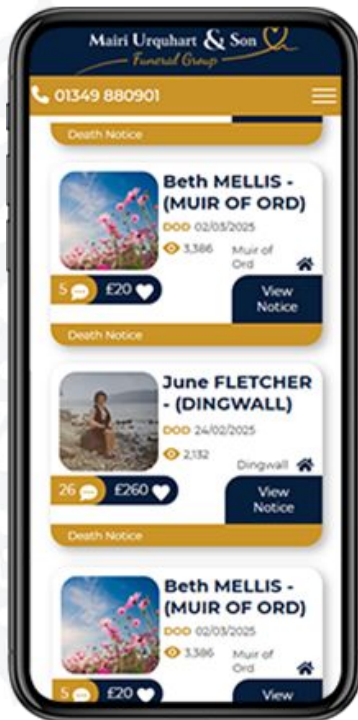 Mairi Urquhart & Son
Funeral Group
01349 880901
Death Notice
Beth MELLIS -
(MUIR OF ORD)
DOD 02/03/2025
3,386 Muir of
Ord
5 £20 View
Notice
Death Notice
June FLETCHER
- (DINGWALL)
DOD 24/02/2025
2,132 Dingwall
26 £260 View
Notice
Death Notice
Beth MELLIS -
(MUIR OF ORD)
DOD 02/03/2025
3,386 Muir of
Ord
5 £20 View